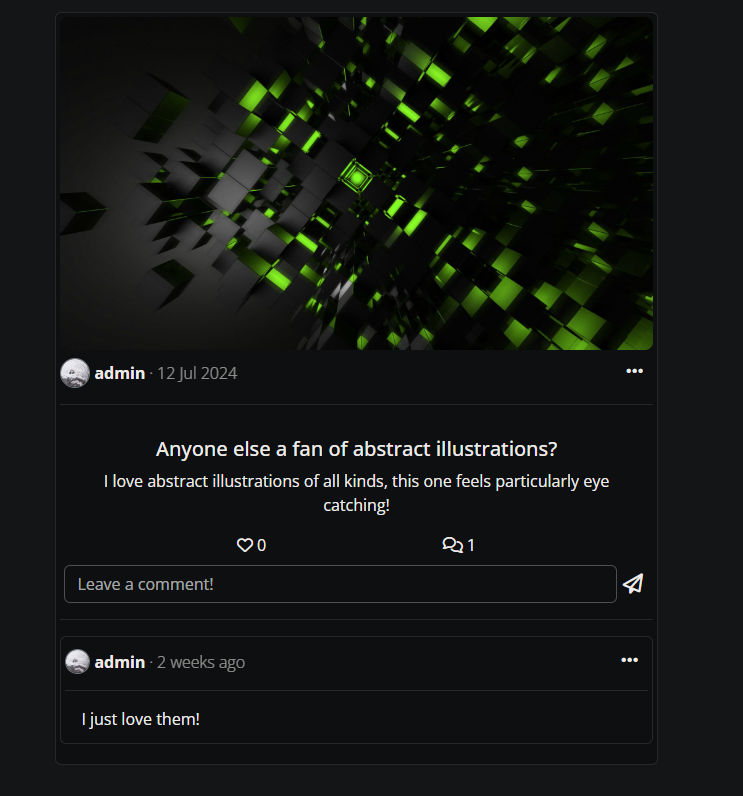 admin · 12 Jul 2024
Anyone else a fan of abstract illustrations?
I love abstract illustrations of all kinds, this one feels particularly eye
catching!
0 1
Leave a comment!
admin · 2 weeks ago
I just love them!